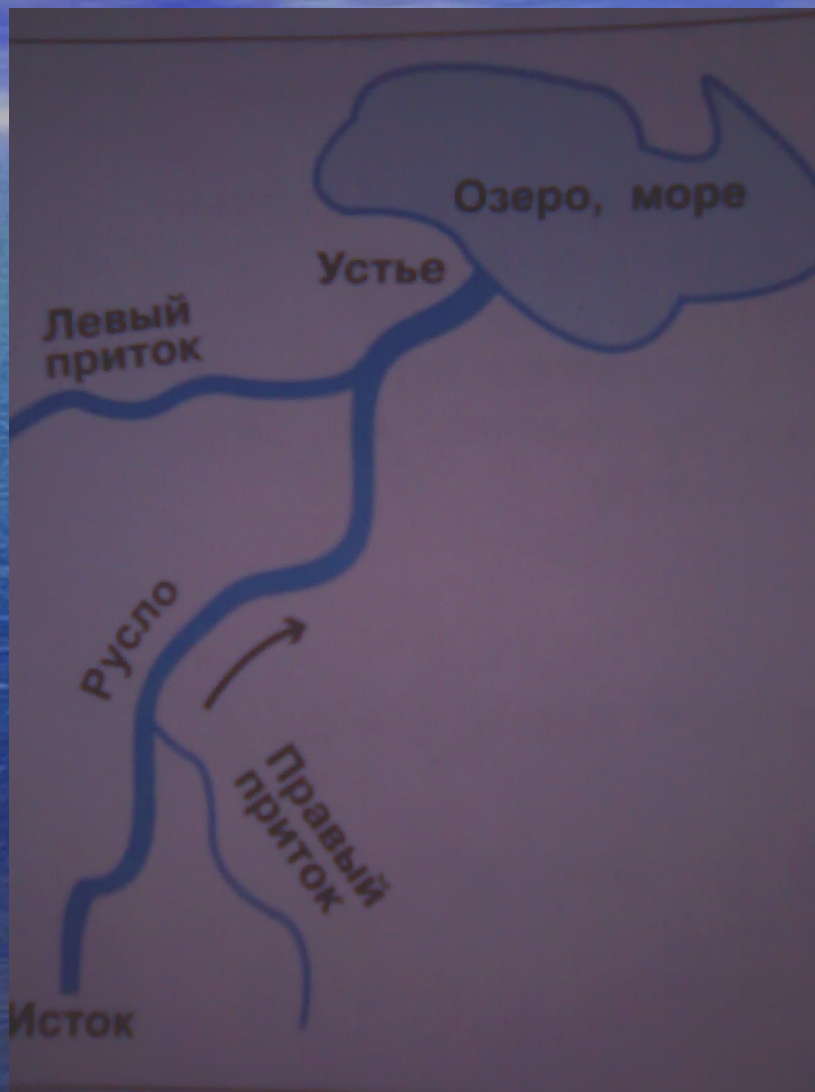 Озеро, море
Устье
Левый
приток
Русло
Правый
приток
Исток